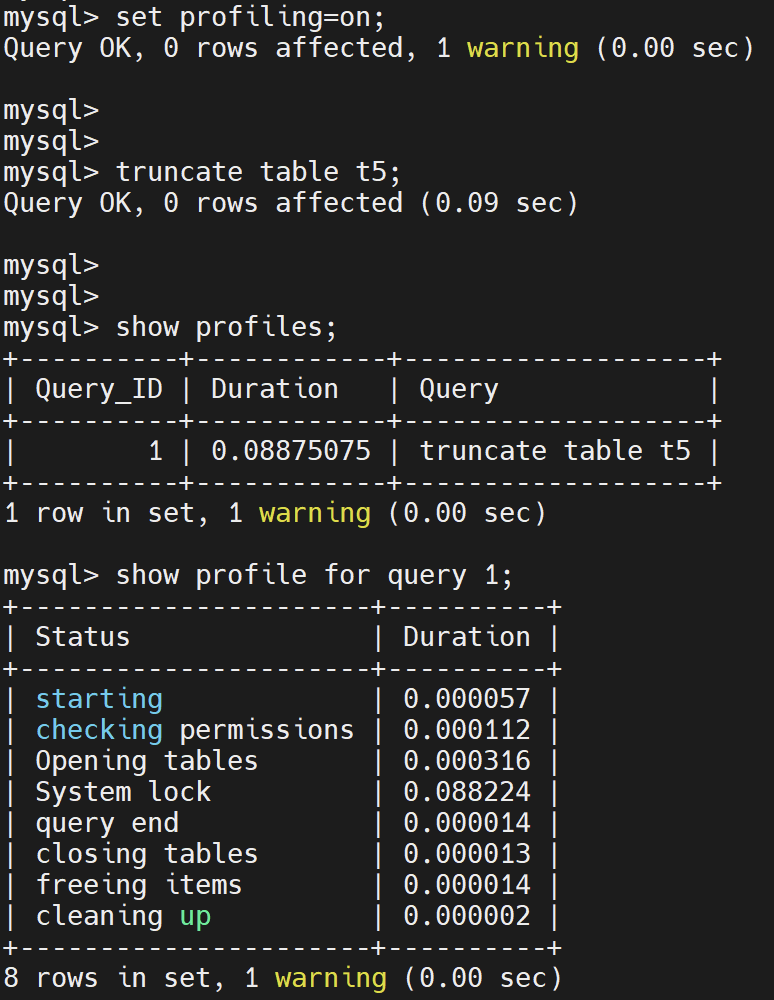 mysql> set profiling=on;
Query OK, 0 rows affected, 1 warning (0.00 sec)
mysql>
mysql>
mysql> truncate table t5;
Query OK, 0 rows affected (0.09 sec)
mysql>
mysql>
mysql> show profiles;
+----------+------------+-------------------+
| Query_ID | Duration   | Query             |
+----------+------------+-------------------+
|        1 | 0.08875075 | truncate table t5 |
+----------+------------+-------------------+
1 row in set, 1 warning (0.00 sec)
mysql> show profile for query 1;
+----------------------+----------+
| Status               | Duration |
+----------------------+----------+
| starting             | 0.000057 |
| checking permissions | 0.000112 |
| Opening tables       | 0.000316 |
| System lock          | 0.088224 |
| query end            | 0.000014 |
| closing tables       | 0.000013 |
| freeing items        | 0.000014 |
| cleaning up          | 0.000002 |
+----------------------+----------+
8 rows in set, 1 warning (0.00 sec)